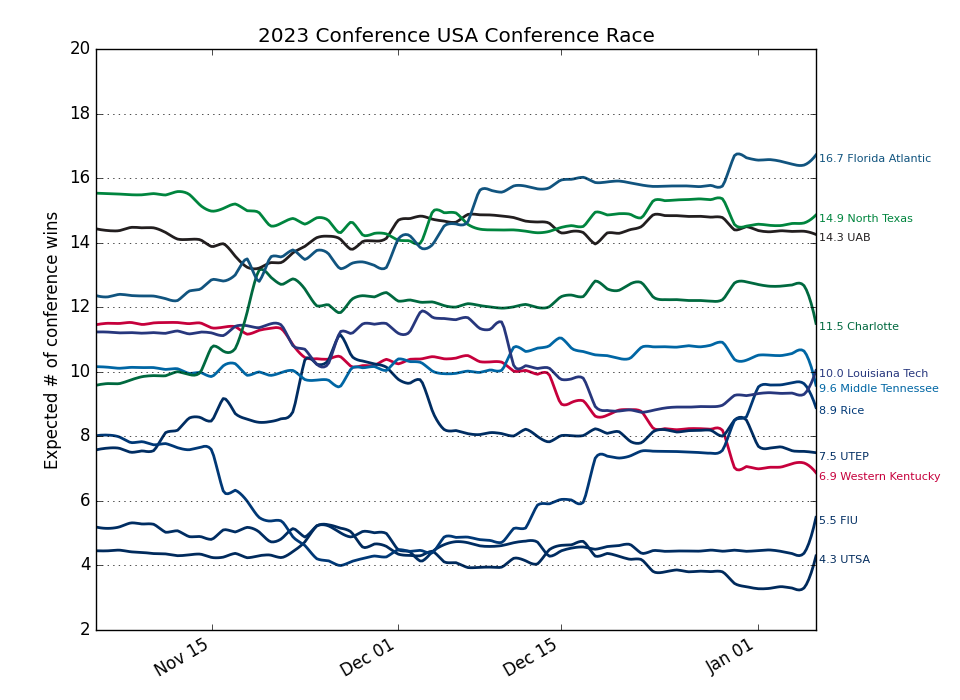 2023 Conference USA Conference Race
Expected # of conference wins
20
18
16
14
12
10
8
6
4
2
16.7 Florida Atlantic
14.9 North Texas
14.3 UAB
11.5 Charlotte
10.0 Louisiana Tech
9.6 Middle Tennessee
8.9 Rice
7.5 UTEP
6.9 Western Kentucky
5.5 FIU
4.3 UTSA
Nov 15
Dec 01
Dec 15
Jan 01